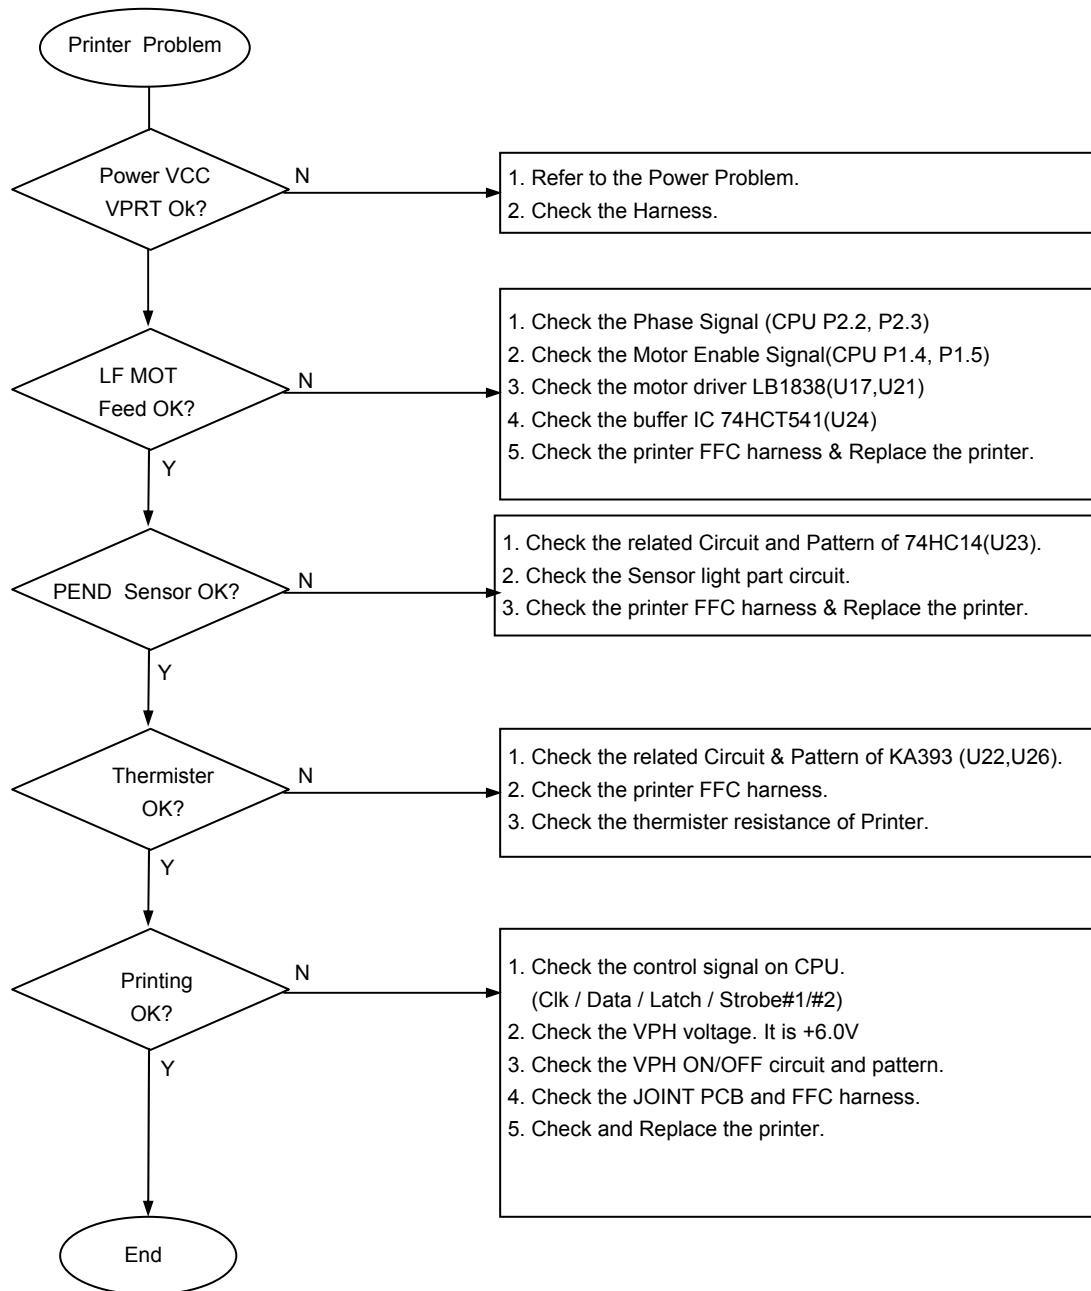 Printer Problem
Power VCC
VPRT Ok?
N
1. Refer to the Power Problem.
2. Check the Harness.
LF MOT
Feed OK?
N
Y
1. Check the Phase Signal (CPU P2.2, P2.3)
2. Check the Motor Enable Signal(CPU P1.4, P1.5)
3. Check the motor driver LB1838(U17,U21)
4. Check the buffer IC 74HCT541(U24)
5. Check the printer FFC harness & Replace the printer.
PEND Sensor OK?
N
Y
1. Check the related Circuit and Pattern of 74HC14(U23).
2. Check the Sensor light part circuit.
3. Check the printer FFC harness & Replace the printer.
Thermister
OK?
N
Y
1. Check the related Circuit & Pattern of KA393 (U22,U26).
2. Check the printer FFC harness.
3. Check the thermister resistance of Printer.
Printing
OK?
N
Y
1. Check the control signal on CPU.
(Clk / Data / Latch / Strobe#1/#2)
2. Check the VPH voltage. It is +6.0V
3. Check the VPH ON/OFF circuit and pattern.
4. Check the JOINT PCB and FFC harness.
5. Check and Replace the printer.
End